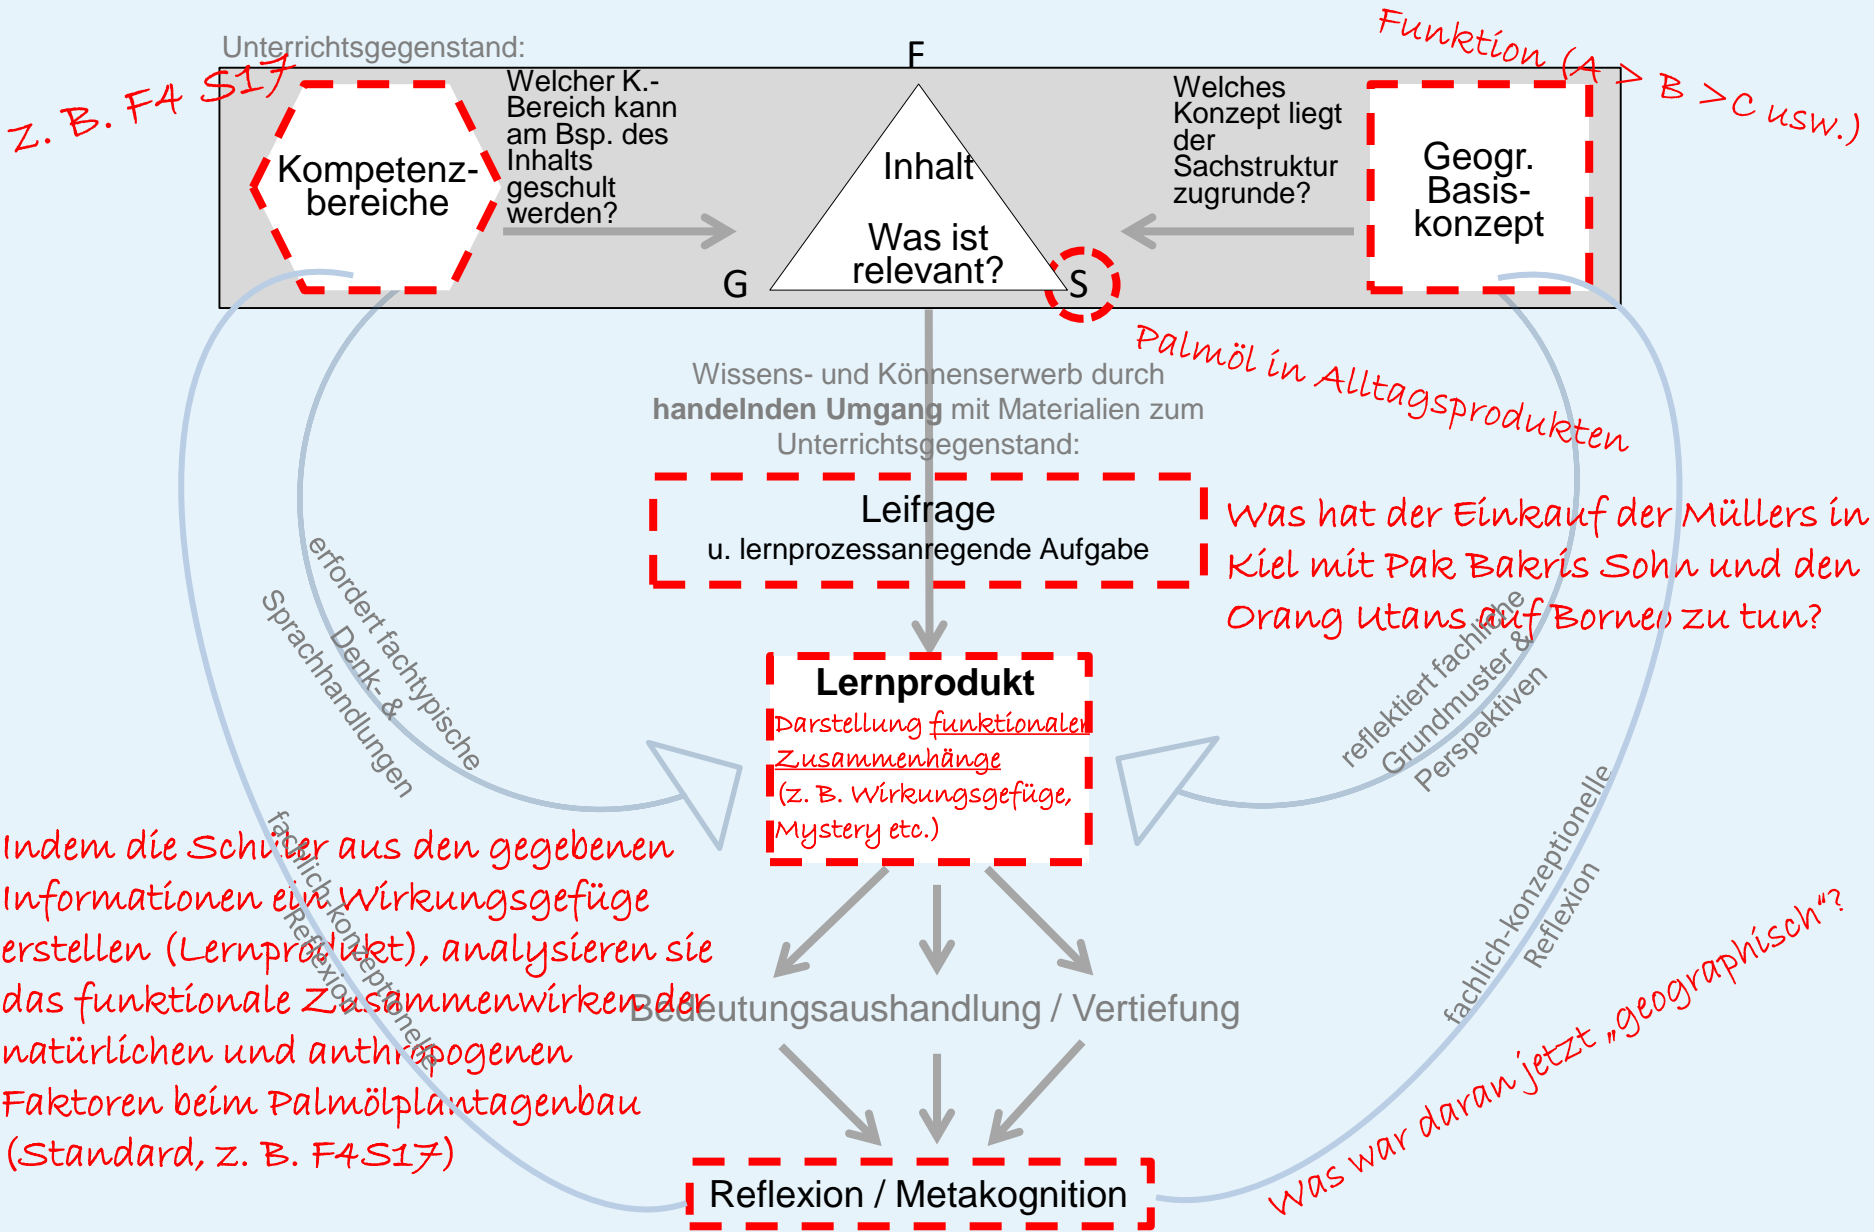 Unterrichtsgegenstand:
z. B. F4 S17
Kompetenz-
bereiche
Welcher K.-
Bereich kann
am Bsp. des
Inhalts
geschult
werden?
F
Inhalt
Was ist
relevant?
G
S
Welches
Konzept liegt
der
Sachstruktur
zugrunde?
Geogr.
Basis-
konzept
Funktion (A > B > C usw.)
Palmöl in Alltagsprodukten
Wissens- und Könnenserwerb durch
handelnden Umgang mit Materialien zum
Unterrichtsgegenstand:
Leifrage
u. lernprozessanregende Aufgabe
Was hat der Einkauf der Müllers in
Kiel mit Pak Bakris Sohn und den
Orang Utans auf Borneo zu tun?
erfordert fachtypische
Denk- &
Sprachhandlungen
reflektiert fachliche
Grundmuster &
Perspektiven
Lernprodukt
Darstellung funktionaler
Zusammenhänge
(z. B. Wirkungsgefüge,
Mystery etc.)
Indem die Schüler aus den gegebenen
Informationen ein Wirkungsgefüge
erstellen (Lernprodukt), analysieren sie
das funktionale Zusammenwirken der
natürlichen und anthropogenen
Faktoren beim Palmölplantagenbau
(Standard, z. B. F4S17)
fachlich-konzeptionelle
Reflexion
fachlich-konzeptionelle
Reflexion
Bedeutungsaushandlung / Vertiefung
Was war daran jetzt „geographisch"?
Reflexion / Metakognition